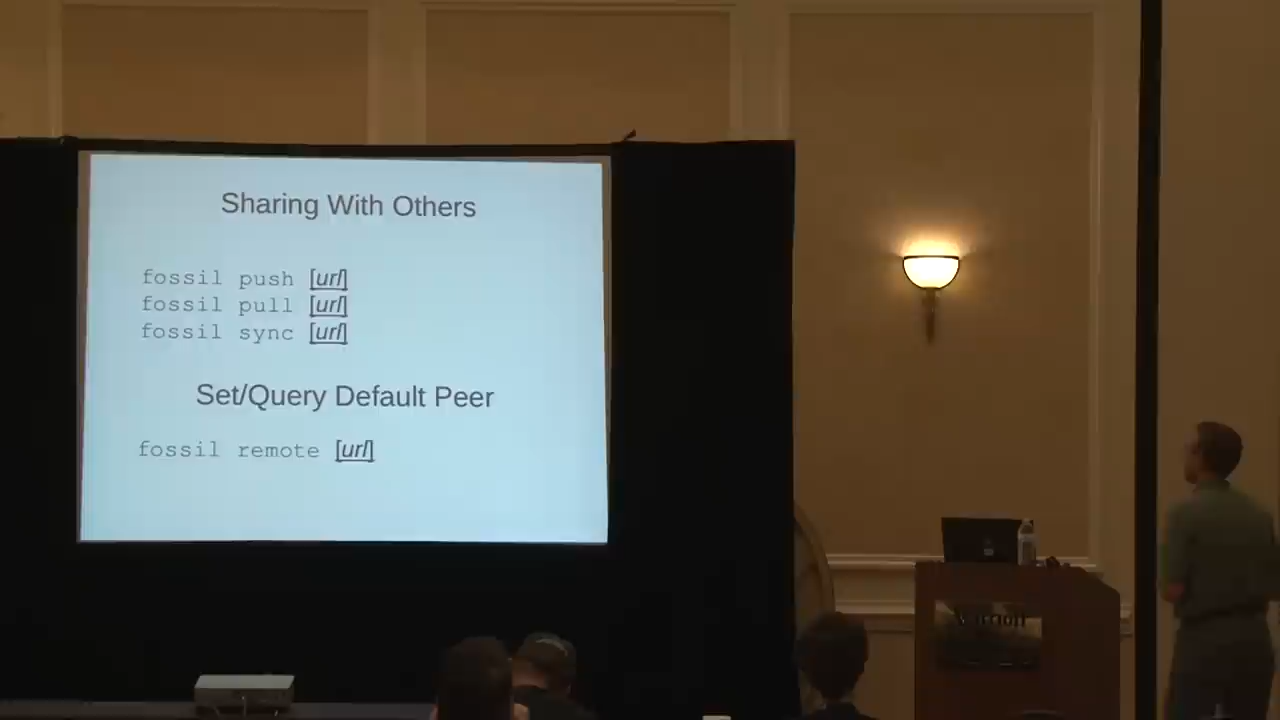 Sharing With Others
fossil push [url]
fossil pull [url]
fossil sync [url]
Set/Query Default Peer
fossil remote [url]
Marriott